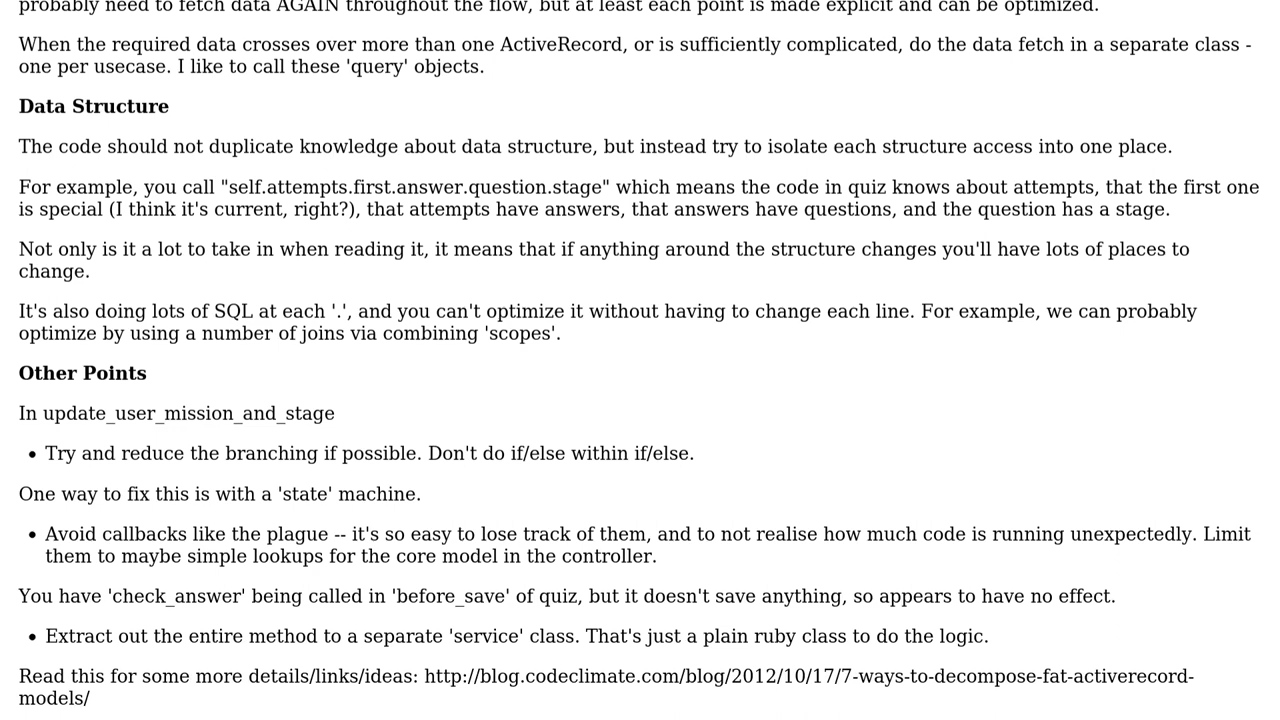 probably need to fetch data AGAIN throughout the flow, but at least each point is made explicit and can be optimized.
When the required data crosses over more than one ActiveRecord, or is sufficiently complicated, do the data fetch in a separate class -
one per usecase. I like to call these 'query' objects.
Data Structure
The code should not duplicate knowledge about data structure, but instead try to isolate each structure access into one place.
For example, you call "self.attempts.first.answer.question.stage" which means the code in quiz knows about attempts, that the first one
is special (I think it's current, right?), that attempts have answers, that answers have questions, and the question has a stage.
Not only is it a lot to take in when reading it, it means that if anything around the structure changes you'll have lots of places to
change.
It's also doing lots of SQL at each '.', and you can't optimize it without having to change each line. For example, we can probably
optimize by using a number of joins via combining 'scopes'.
Other Points
In update_user_mission_and_stage
• Try and reduce the branching if possible. Don't do if/else within if/else.
One way to fix this is with a 'state' machine.
• Avoid callbacks like the plague -- it's so easy to lose track of them, and to not realise how much code is running unexpectedly. Limit
them to maybe simple lookups for the core model in the controller.
You have 'check_answer' being called in 'before_save' of quiz, but it doesn't save anything, so appears to have no effect.
• Extract out the entire method to a separate 'service' class. That's just a plain ruby class to do the logic.
Read this for some more details/links/ideas: http://blog.codeclimate.com/blog/2012/10/17/7-ways-to-decompose-fat-activerecord-
models/